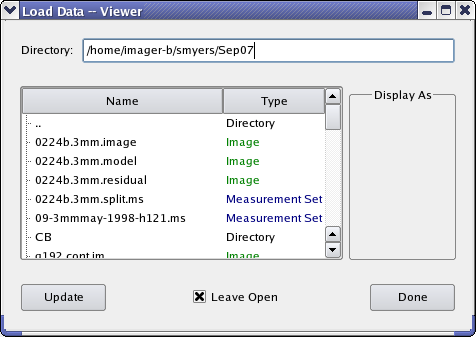 Load Data -- Viewer
Directory: /home/imager-b/smyers/Sep07
Name Type Display As
.. Directory
0224b.3mm.image Image
0224b.3mm.model Image
0224b.3mm.residual Image
0224b.3mm.split.ms Measurement Set
09-3mmmay-1998-h121.ms Measurement Set
CB Directory
g192.cont.im Image
Update Leave Open Done